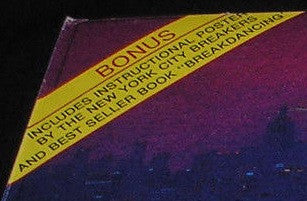 BONUS
INCLUDES INSTRUCTIONAL POSTER
BY THE NEW YORK CITY BREAKERS
AND BEST SELLER BOOK "BREAKDANCING